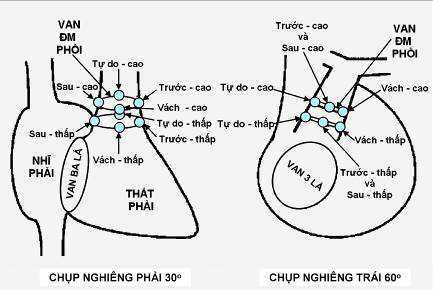 VAN
ĐM
PHỔI
Tự do - cao
Sau - cao
Trước - cao
Vách - cao
Tự do - thấp
Sau - thấp
Trước - thấp
Vách - thấp
NHĨ
PHẢI
VAN BA LÁ
THẤT
PHẢI
CHỤP NGHIÊNG PHẢI 30º
Trước - cao
và
Sau - cao
VAN
ĐM
PHỔI
Tự do - cao
Vách - cao
Tự do - thấp
Vách - thấp
VAN 3 LÁ
Trước - thấp
và
Sau - thấp
CHỤP NGHIÊNG TRÁI 60º